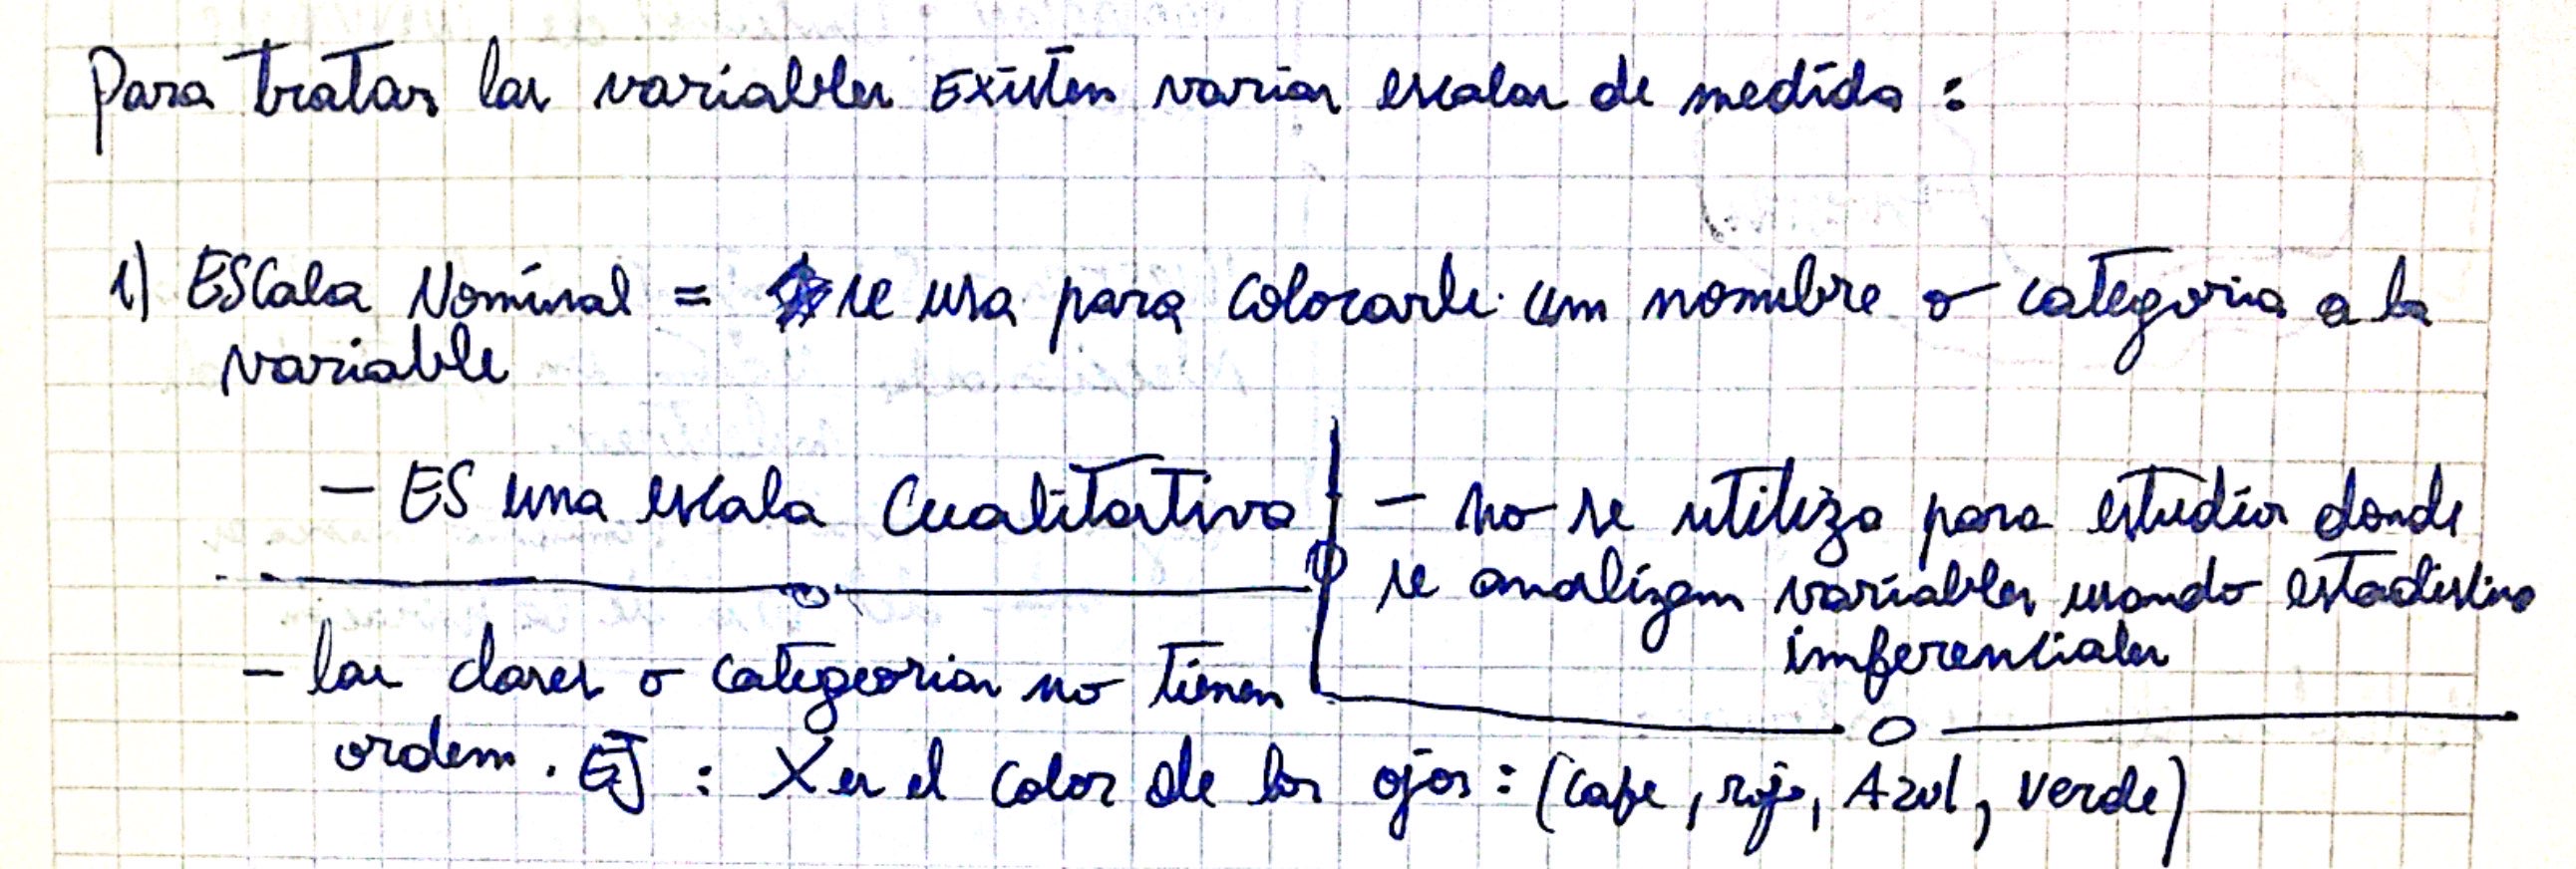 Para tratar las variables Existen varias escalas de medida :
1) EScala Nominal = se usa para colocarle un nombre o categoria a la
variable
- ES una escala Cualitativa
- no se utiliza para estudios donde
se analizan variables usando estadistica
inferenciales
- las clases o categeorias no tienen
orden. EJ : X es el color de los ojos : (cafe, rojo, Azul, verde)